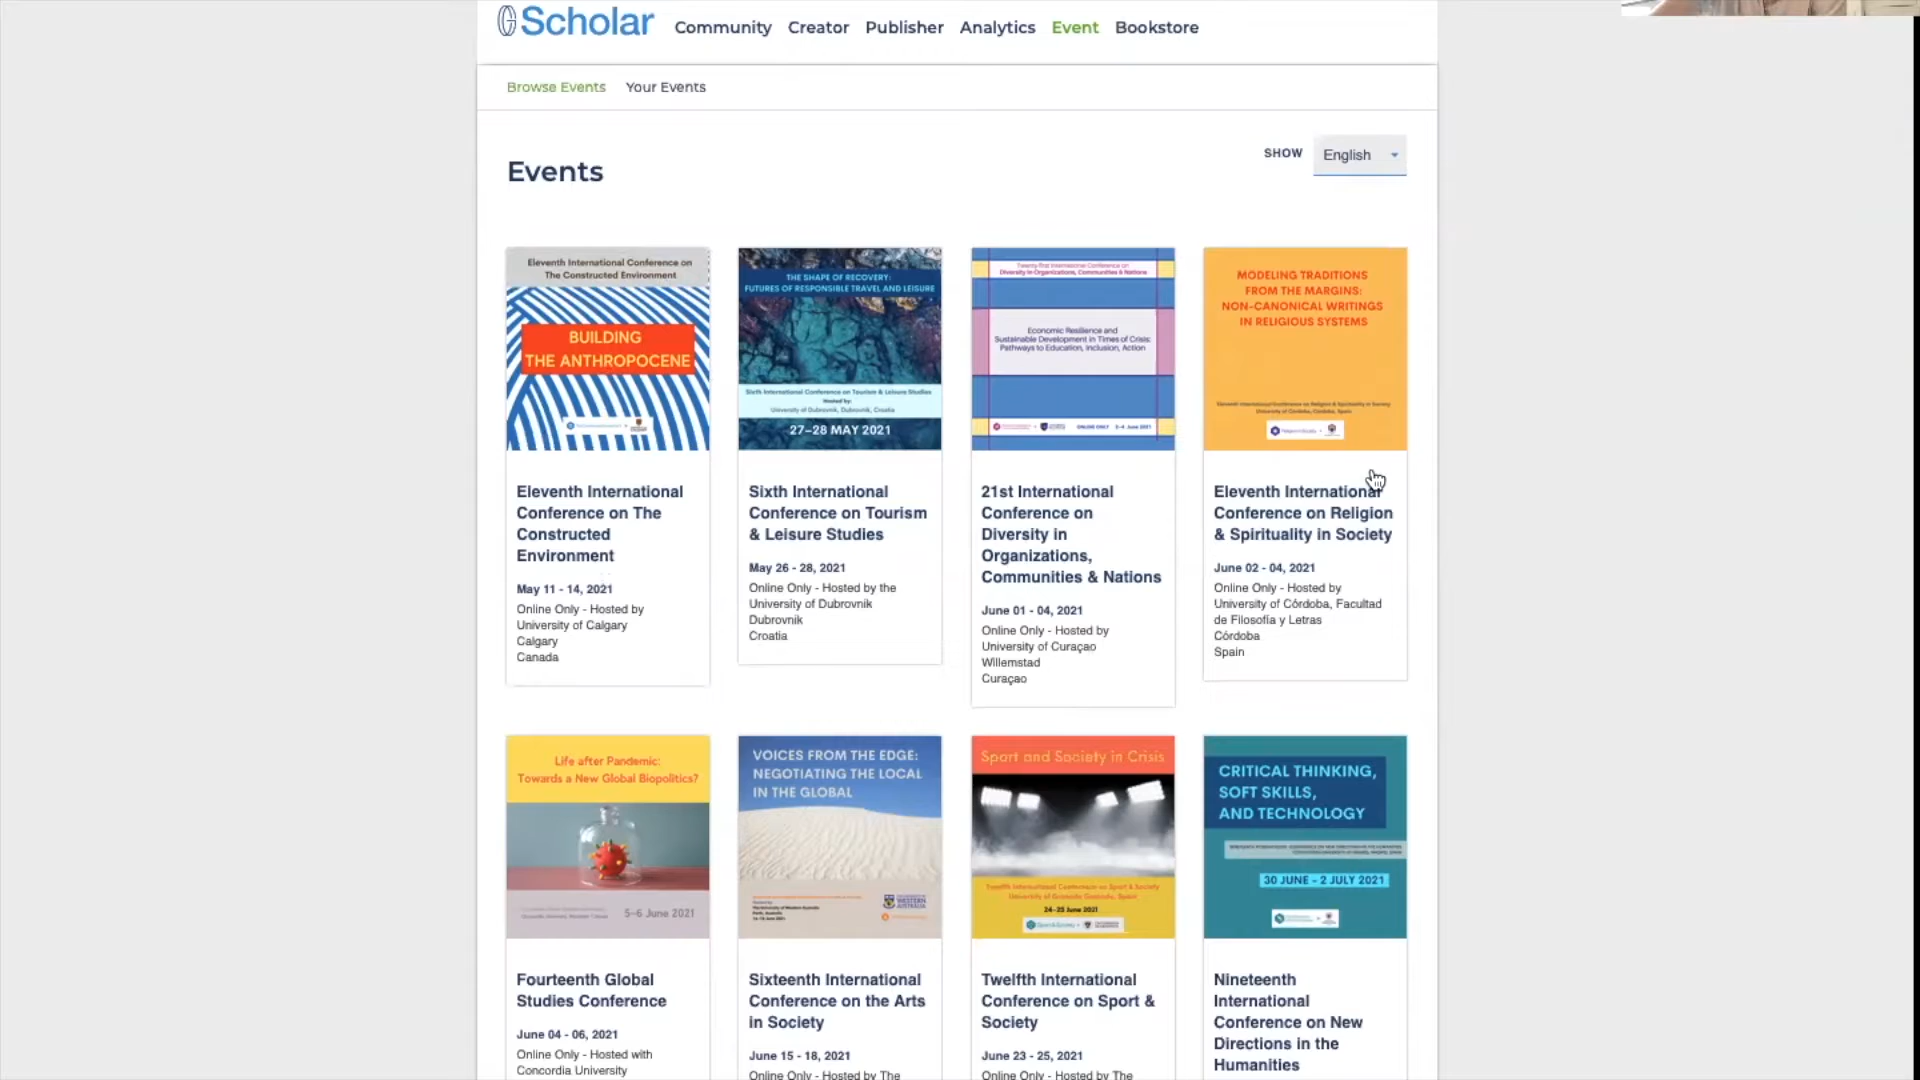 Scholar
Community Creator Publisher Analytics Event Bookstore
Browse Events Your Events
Events
SHOW English
Eleventh International Conference on
The Constructed Environment
BUILDING
THE ANTHROPOCENE
THE SHAPE OF RECOVERY:
FUTURES OF RESPONSIBLE TRAVEL AND LEISURE
Sixth International Conference on Tourism & Leisure Studies
Hosted by:
University of Dubrovnik, Dubrovnik, Croatia
27–28 MAY 2021
Twenty-first International Conference on
Diversity in Organizations, Communities & Nations
Economic Resilience and
Sustainable Development in Times of Crisis:
Pathways to Education, Inclusion, Action
ONLINE ONLY 2–4 June 2021
MODELING TRADITIONS
FROM THE MARGINS:
NON-CANONICAL WRITINGS
IN RELIGIOUS SYSTEMS
Eleventh International Conference on Religion & Spirituality in Society
University of Córdoba, Córdoba, Spain
Eleventh International
Conference on The
Constructed
Environment
May 11 - 14, 2021
Online Only - Hosted by
University of Calgary
Calgary
Canada
Sixth International
Conference on Tourism
& Leisure Studies
May 26 - 28, 2021
Online Only - Hosted by the
University of Dubrovnik
Dubrovnik
Croatia
21st International
Conference on
Diversity in
Organizations,
Communities & Nations
June 01 - 04, 2021
Online Only - Hosted by
University of Curaçao
Willemstad
Curaçao
Eleventh International
Conference on Religion
& Spirituality in Society
June 02 - 04, 2021
Online Only - Hosted by
University of Córdoba, Facultad
de Filosofía y Letras
Córdoba
Spain
Life after Pandemic:
Towards a New Global Biopolitics?
5–6 June 2021
VOICES FROM THE EDGE:
NEGOTIATING THE LOCAL
IN THE GLOBAL
WESTERN
AUSTRALIA
Sport and Society in Crisis
Twelfth International Conference on Sport & Society
University of Granada Granada, Spain
24–25 June 2021
CRITICAL THINKING,
SOFT SKILLS,
AND TECHNOLOGY
30 JUNE - 2 JULY 2021
Fourteenth Global
Studies Conference
June 04 - 06, 2021
Online Only - Hosted with
Concordia University
Sixteenth International
Conference on the Arts
in Society
June 15 - 18, 2021
Online Only - Hosted by The
Twelfth International
Conference on Sport &
Society
June 23 - 25, 2021
Online Only - Hosted by The
Nineteenth
International
Conference on New
Directions in the
Humanities